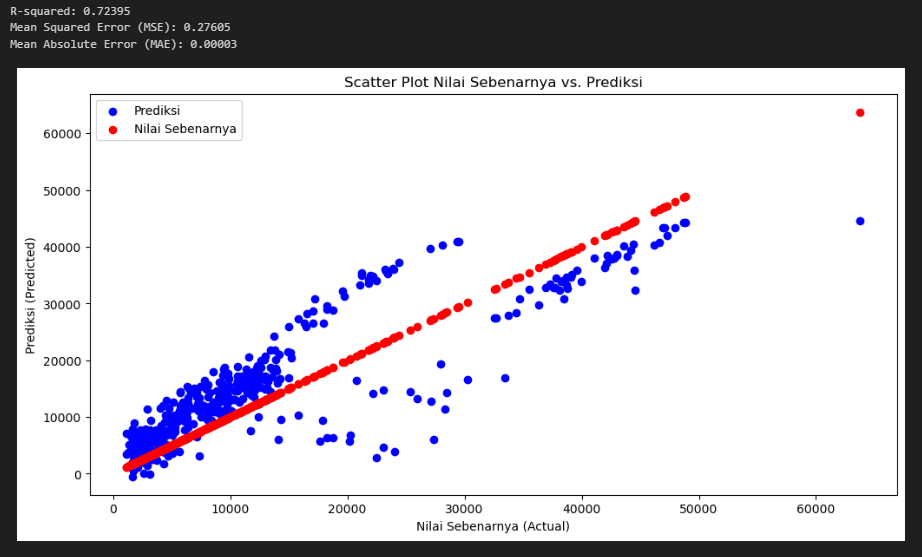 R-squared: 0.72395
Mean Squared Error (MSE): 0.27605
Mean Absolute Error (MAE): 0.00003
Scatter Plot Nilai Sebenarnya vs. Prediksi
Prediksi
Nilai Sebenarnya
Prediksi (Predicted)
60000
50000
40000
30000
20000
10000
0
0 10000 20000 30000 40000 50000 60000
Nilai Sebenarnya (Actual)